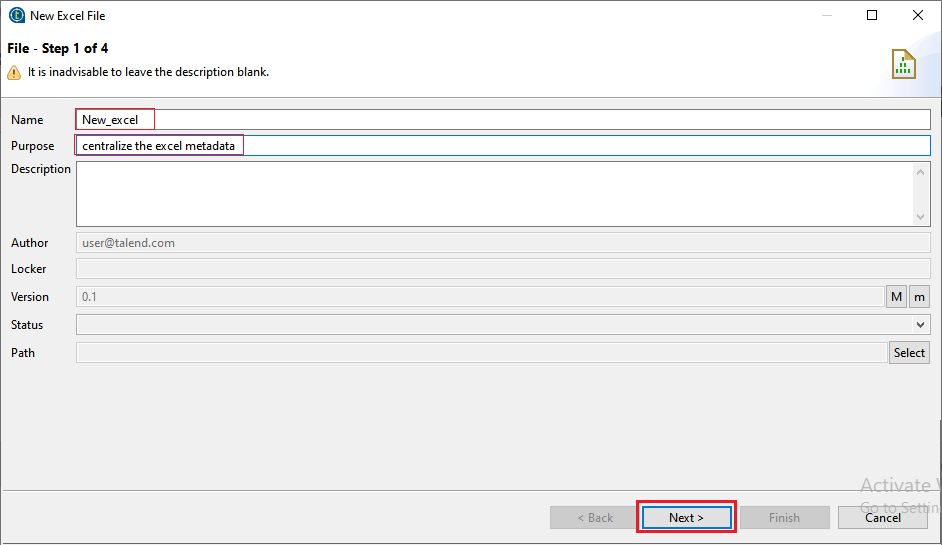 New Excel File
File - Step 1 of 4
It is inadvisable to leave the description blank.
Name New_excel
Purpose centralize the excel metadata
Description
Author user@talend.com
Locker
Version 0.1 M m
Status
Path Select
Activate
Go to Settin
< Back Next > Finish Cancel